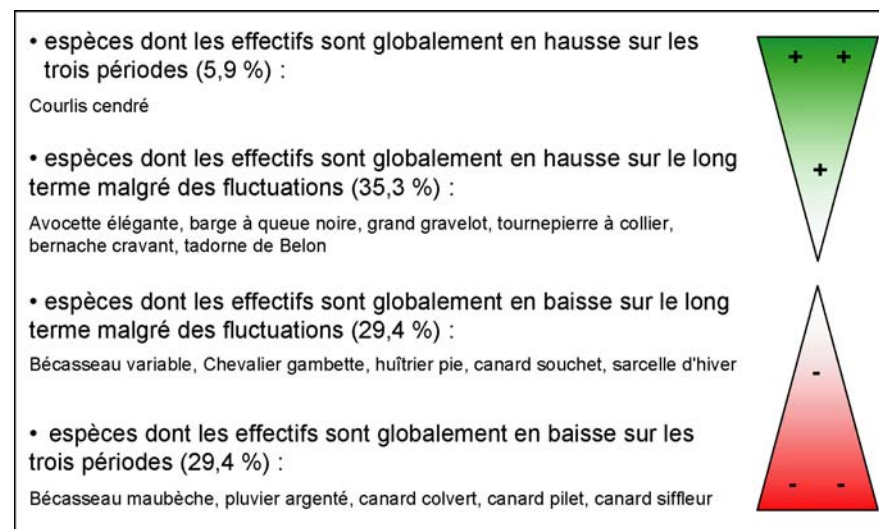 • espèces dont les effectifs sont globalement en hausse sur les
trois périodes (5,9 %) :
Courlis cendré
+ +
+
• espèces dont les effectifs sont globalement en hausse sur le long
terme malgré des fluctuations (35,3 %) :
Avocette élégante, barge à queue noire, grand gravelot, tournepierre à collier,
bernache cravant, tadorne de Belon
• espèces dont les effectifs sont globalement en baisse sur le long
terme malgré des fluctuations (29,4 %) :
Bécasseau variable, Chevalier gambette, huîtrier pie, canard souchet, sarcelle d'hiver
-
• espèces dont les effectifs sont globalement en baisse sur les
trois périodes (29,4 %) :
Bécasseau maubèche, pluvier argenté, canard colvert, canard pilet, canard siffleur
- -